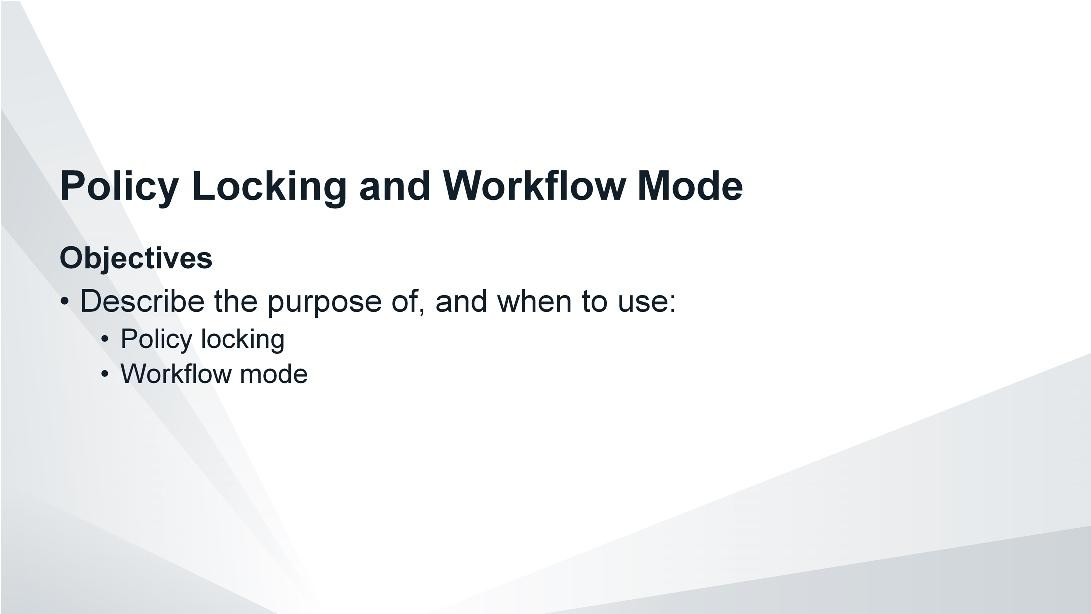 Policy Locking and Workflow Mode
Objectives
• Describe the purpose of, and when to use:
• Policy locking
• Workflow mode